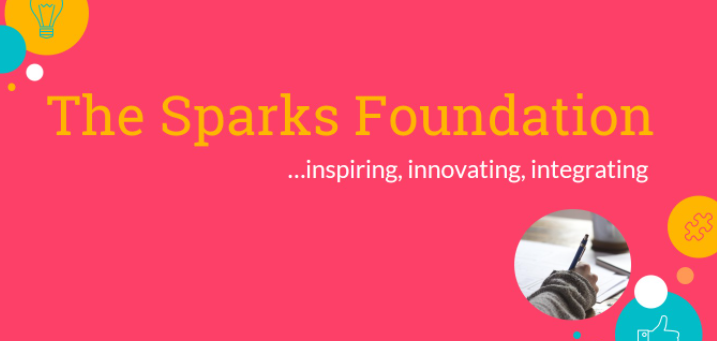 The Sparks Foundation
...inspiring, innovating, integrating